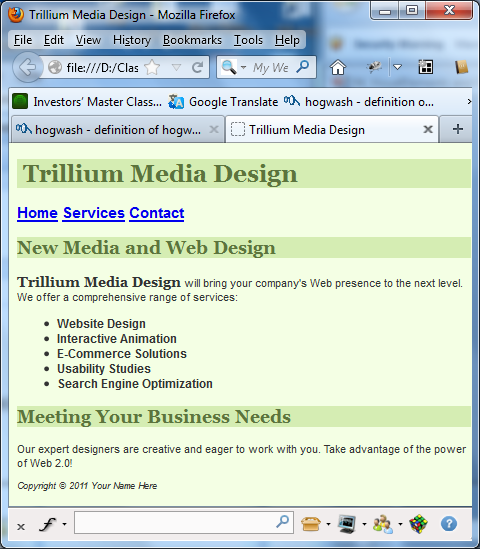 Trillium Media Design - Mozilla Firefox
File Edit View History Bookmarks Tools Help
file:///D:/Clas My We
Investors' Master Class... Google Translate hogwash - definition o...
hogwash - definition of hogw... Trillium Media Design
Trillium Media Design
Home Services Contact
New Media and Web Design
Trillium Media Design will bring your company's Web presence to the next level.
We offer a comprehensive range of services:
• Website Design
• Interactive Animation
• E-Commerce Solutions
• Usability Studies
• Search Engine Optimization
Meeting Your Business Needs
Our expert designers are creative and eager to work with you. Take advantage of the power
of Web 2.0!
Copyright © 2011 Your Name Here